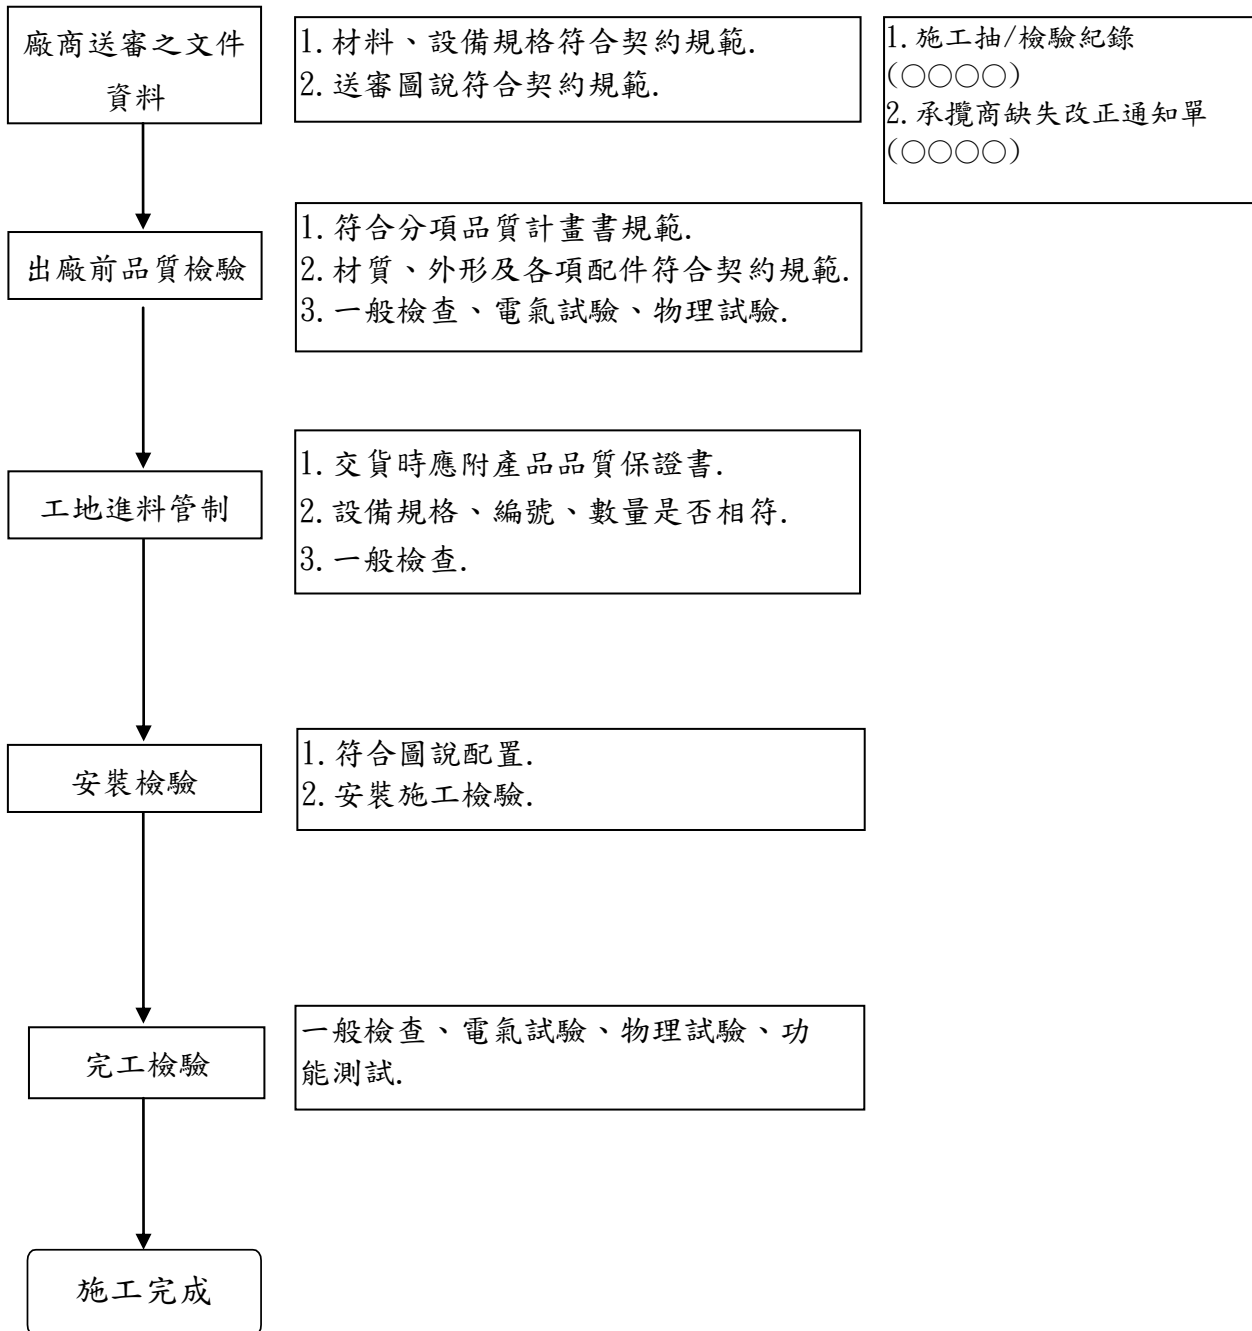 廠商送審之文件
資料
1.材料、設備規格符合契約規範.
2.送審圖說符合契約規範.
1.施工抽/檢驗紀錄
(○○○○)
2.承攬商缺失改正通知單
(○○○○)
出廠前品質檢驗
1.符合分項品質計畫書規範.
2.材質、外形及各項配件符合契約規範.
3.一般檢查、電氣試驗、物理試驗.
工地進料管制
1.交貨時應附產品品質保證書.
2.設備規格、編號、數量是否相符.
3.一般檢查.
安裝檢驗
1.符合圖說配置.
2.安裝施工檢驗.
完工檢驗
一般檢查、電氣試驗、物理試驗、功
能測試.
施工完成